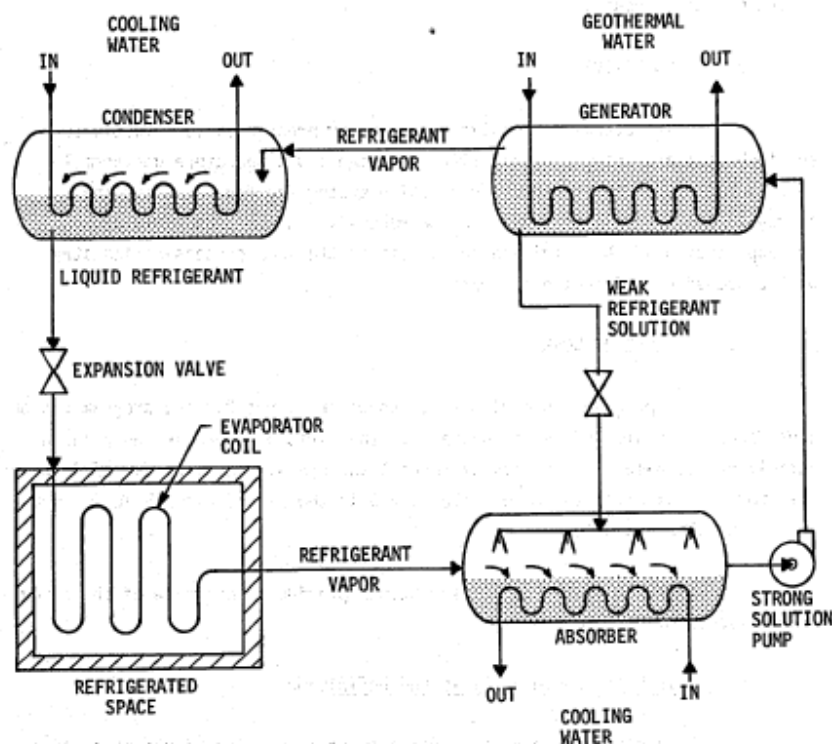 COOLING
WATER
IN
OUT
CONDENSER
GEOTHERMAL
WATER
IN
OUT
GENERATOR
REFRIGERANT
VAPOR
LIQUID REFRIGERANT
WEAK
REFRIGERANT
SOLUTION
EXPANSION VALVE
EVAPORATOR
COIL
REFRIGERANT
VAPOR
STRONG
SOLUTION
PUMP
ABSORBER
REFRIGERATED
SPACE
OUT
IN
COOLING
WATER